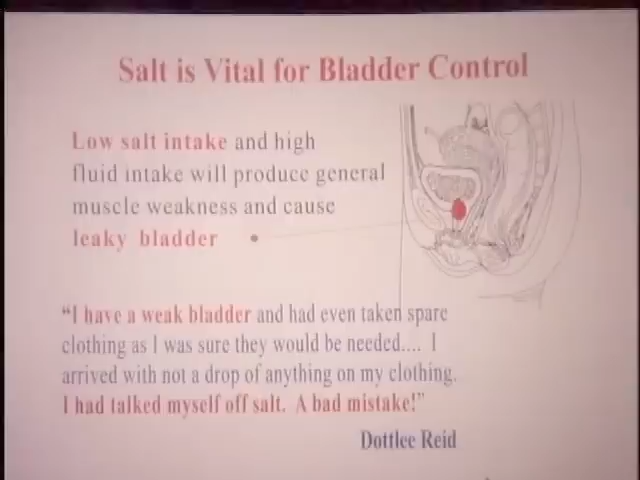 Salt is Vital for Bladder Control
Low salt intake and high
fluid intake will produce general
muscle weakness and cause
leaky bladder
“I have a weak bladder and had even taken spare
clothing as I was sure they would be needed.... I
arrived with not a drop of anything on my clothing.
I had talked myself off salt. A bad mistake!”
Dottlee Reid